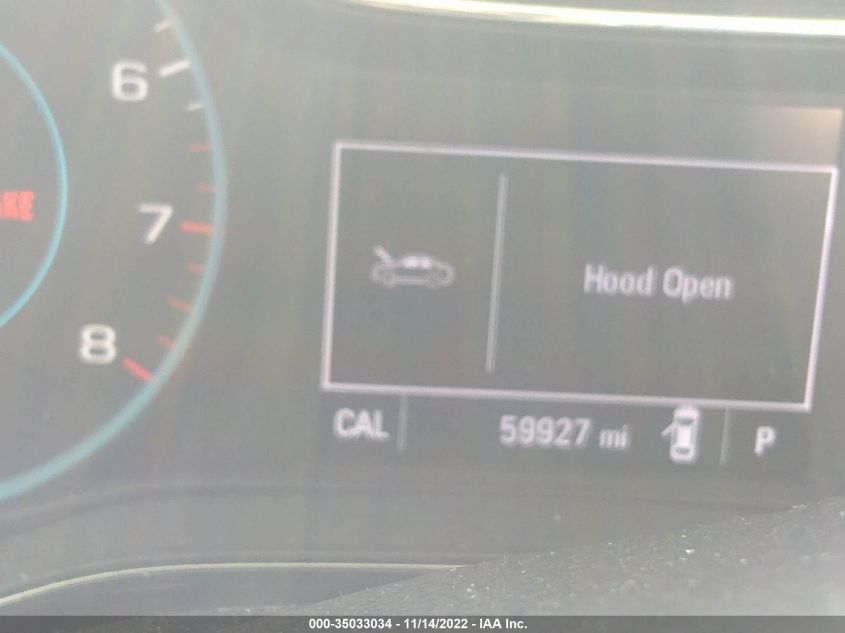 6
7
8
Hood Open
CAL 59927 mi P
000-35033034 - 11/14/2022 - IAA Inc.